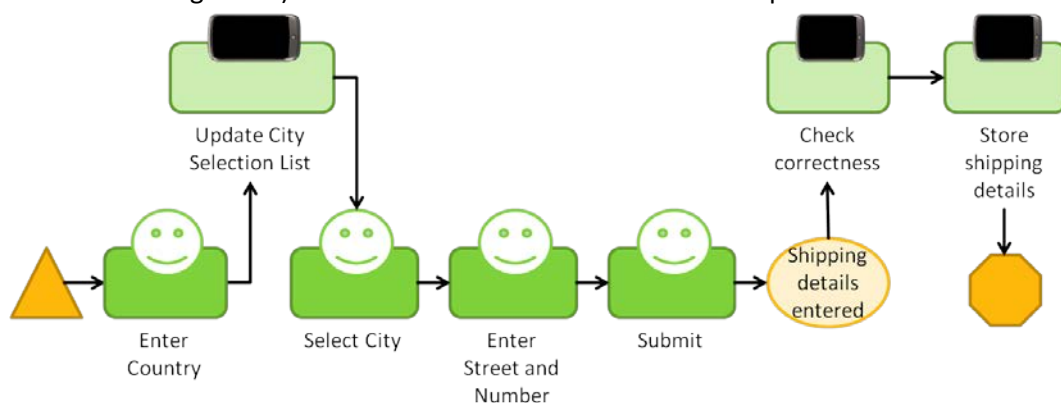 Update City
Selection List
Check
correctness
Store
shipping
details
Shipping
details
entered
Enter
Country
Select City
Enter
Street and
Number
Submit